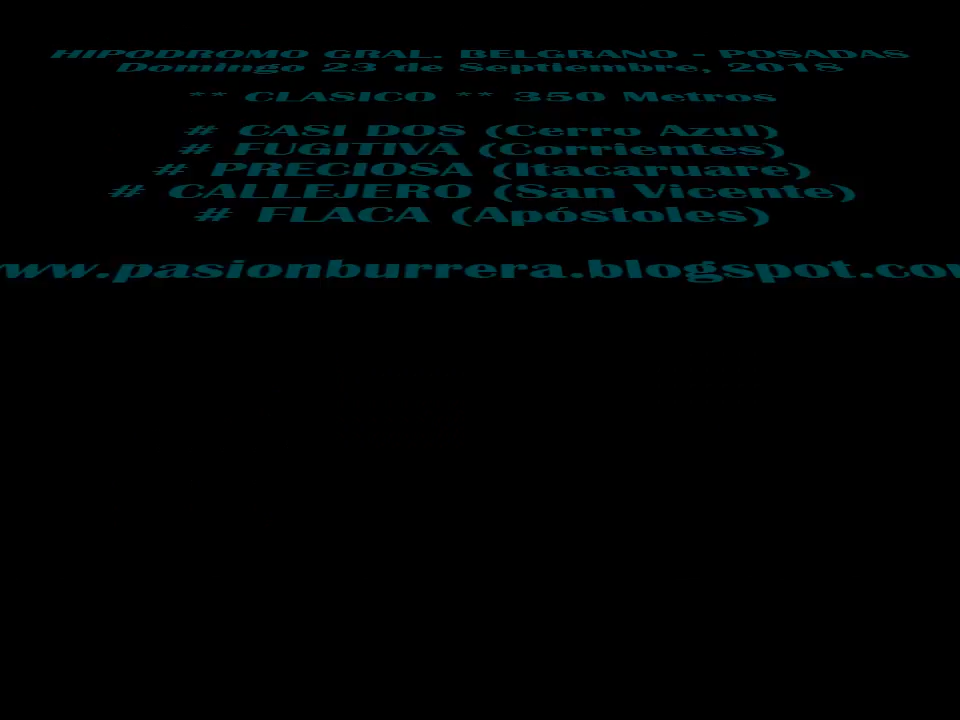 HIPODROMO GRAL. BELGRANO - POSADAS
Domingo 23 de Septiembre, 2018
** CLASICO ** 350 Metros
# CASI DOS (Cerro Azul)
# FUGITIVA (Corrientes)
# PRECIOSA (Itacaruare)
# CALLEJERO (San Vicente)
# FLACA (Apóstoles)
ww.pasionburrera.blogspot.com